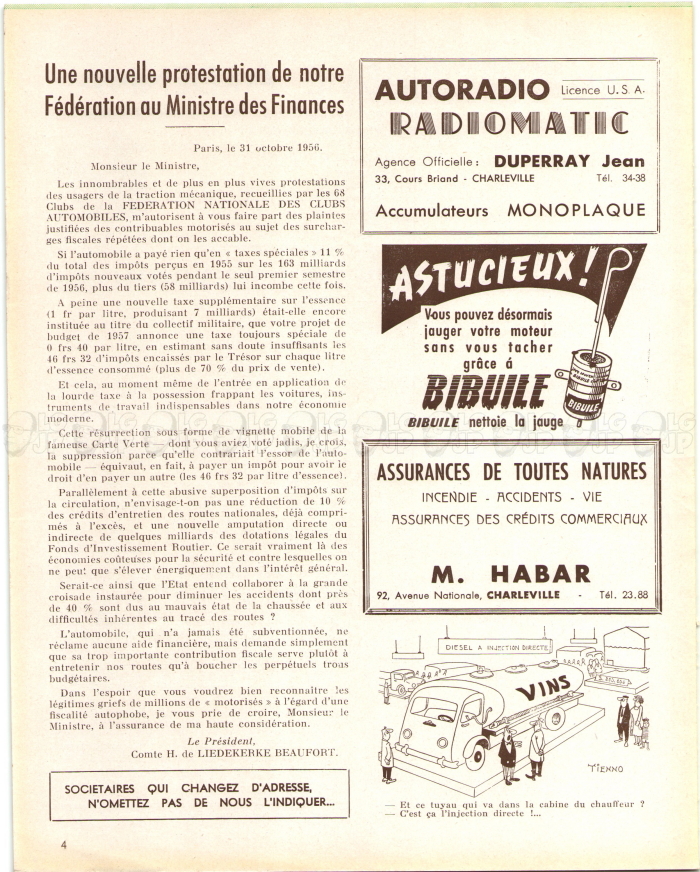 Une nouvelle protestation de notre
Fédération au Ministre des Finances
Paris, le 31 octobre 1956.
Monsieur le Ministre,
Les innombrables et de plus en plus vives protestations
des usagers de la traction mécanique, recueillies par les 68
Clubs de la FEDERATION NATIONALE DES CLUBS
AUTOMOBILES, m'autorisent à vous faire part des plaintes
justifiées des contribuables motorisés au sujet des surchar-
ges fiscales répétées dont on les accable.
Si l'automobile a payé rien qu'en « taxes spéciales » 11 %
du total des impôts perçus en 1955 sur les 163 milliards
d'impôts nouveaux votés pendant le seul premier semestre
de 1956, plus du tiers (58 milliards) lui incombe cette fois.
A peine une nouvelle taxe supplémentaire sur l'essence
(1 fr par litre, produisant 7 milliards) était-elle encore
instituée au titre du collectif militaire, que votre projet de
budget de 1957 annonce une taxe toujours spéciale de
0 frs 40 par litre, en estimant sans doute insuffisants les
46 frs 32 d'impôts encaissés par le Trésor sur chaque litre
d'essence consommé (plus de 70 % du prix de vente).
Et cela, au moment même de l'entrée en application de
la lourde taxe à la possession frappant les voitures, ins-
truments de travail indispensables dans notre économie
moderne.
Cette résurrection sous forme de vignette mobile de la
fameuse Carte Verte — dont vous aviez voté jadis, je crois,
la suppression parce qu'elle contrariait l'essor de l'auto-
mobile — équivaut, en fait, à payer un impôt pour avoir le
droit d'en payer un autre (les 46 frs 32 par litre d'essence).
Parallèlement à cette abusive superposition d'impôts sur
la circulation, n'envisage-t-on pas une réduction de 10 %
des crédits d'entretien des routes nationales, déjà compri-
més à l'excès, et une nouvelle amputation directe ou
indirecte de quelques milliards des dotations légales du
Fonds d'Investissement Routier. Ce serait vraiment là des
économies coûteuses pour la sécurité et contre lesquelles on
ne peut que s'élever énergiquement dans l'intérêt général.
Serait-ce ainsi que l'Etat entend collaborer à la grande
croisade instaurée pour diminuer les accidents dont près
de 40 % sont dus au mauvais état de la chaussée et aux
difficultés inhérentes au tracé des routes ?
L'automobile, qui n'a jamais été subventionnée, ne
réclame aucune aide financière, mais demande simplement
que sa trop importante contribution fiscale serve plutôt à
entretenir nos routes qu'à boucher les perpétuels trous
budgétaires.
Dans l'espoir que vous voudrez bien reconnaître les
légitimes griefs de millions de « motorisés » à l'égard d'une
fiscalité autophobe, je vous prie de croire, Monsieur le
Ministre, à l'assurance de ma haute considération.
Le Président,
Comte H. de LIEDEKERKE BEAUFORT.
SOCIETAIRES QUI CHANGEZ D'ADRESSE,
N'OMETTEZ PAS DE NOUS L'INDIQUER...
4
AUTORADIO Licence U.S.A.
RADIOMATIC
Agence Officielle : DUPERRAY Jean
33, Cours Briand - CHARLEVILLE Tél. 34-38
Accumulateurs MONOPLAQUE
ASTUCIEUX !
Vous pouvez désormais
jauger votre moteur
sans vous tacher
grâce á
BIBUILE
BIBUILE nettoie la jauge
BIBUILE
ASSURANCES DE TOUTES NATURES
INCENDIE - ACCIDENTS - VIE
ASSURANCES DES CRÉDITS COMMERCIAUX
M. HABAR
92, Avenue Nationale, CHARLEVILLE - Tél. 23.88
DIESEL A INJECTION DIRECTE
VINS
TIENNO
— Et ce tuyau qui va dans la cabine du chauffeur ?
— C'est ça l'injection directe !...